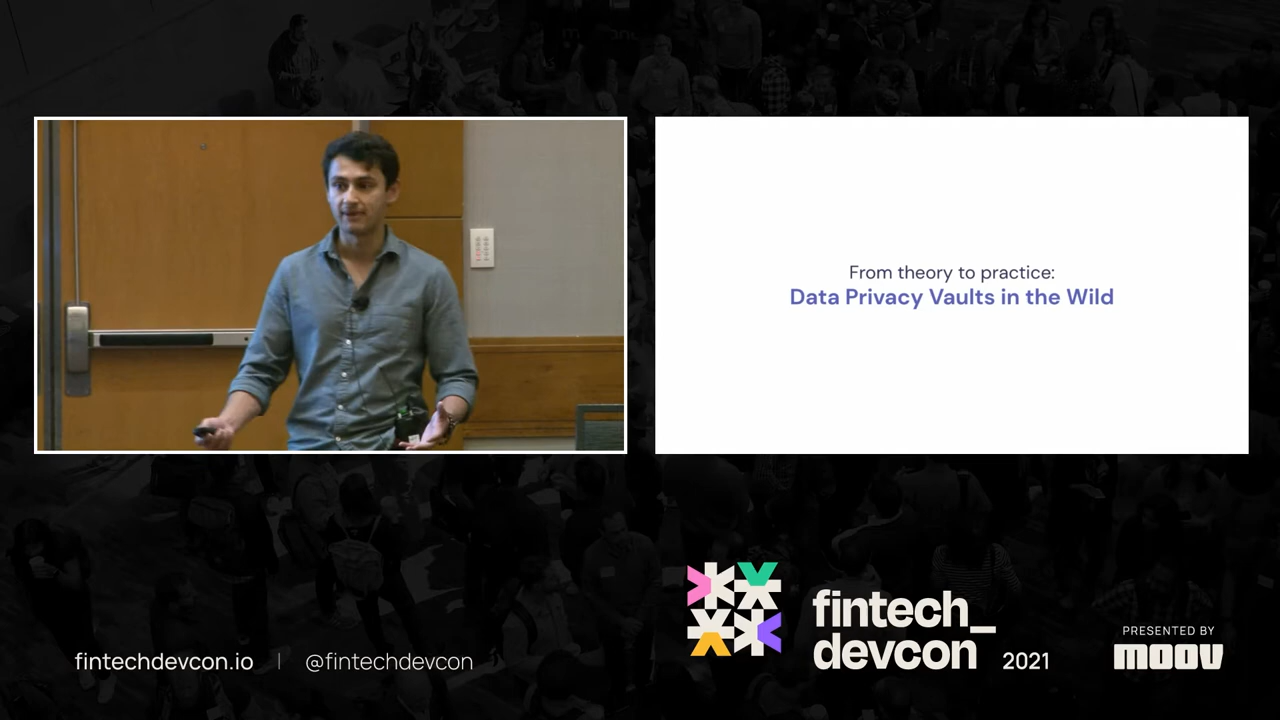 From theory to practice:
Data Privacy Vaults in the Wild
fintechdevcon.io | @fintechdevcon
fintech_
devcon 2021
PRESENTED BY
moov